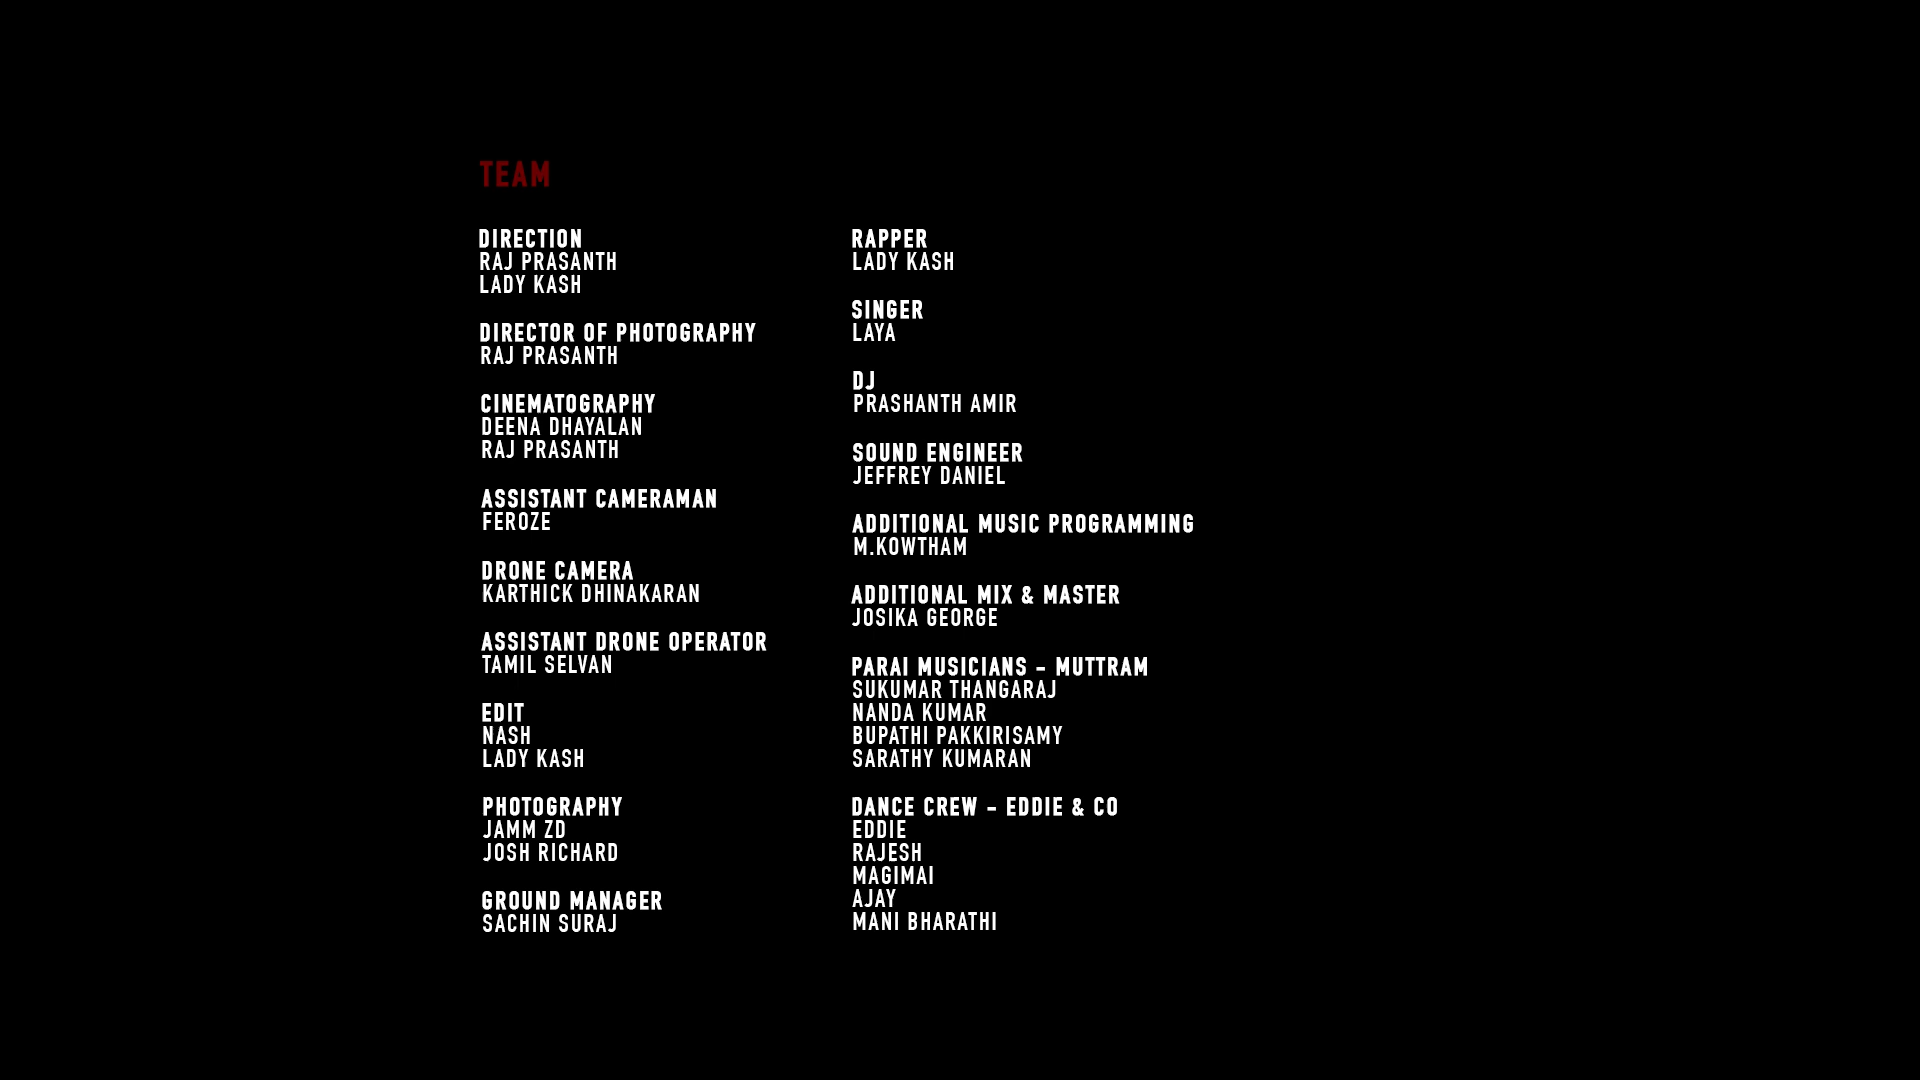 TEAM
DIRECTION
RAJ PRASANTH
LADY KASH
DIRECTOR OF PHOTOGRAPHY
RAJ PRASANTH
CINEMATOGRAPHY
DEENA DHAYALAN
RAJ PRASANTH
ASSISTANT CAMERAMAN
FEROZE
DRONE CAMERA
KARTHICK DHINAKARAN
ASSISTANT DRONE OPERATOR
TAMIL SELVAN
EDIT
NASH
LADY KASH
PHOTOGRAPHY
JAMM ZD
JOSH RICHARD
GROUND MANAGER
SACHIN SURAJ
RAPPER
LADY KASH
SINGER
LAYA
DJ
PRASHANTH AMIR
SOUND ENGINEER
JEFFREY DANIEL
ADDITIONAL MUSIC PROGRAMMING
M.KOWTHAM
ADDITIONAL MIX & MASTER
JOSIKA GEORGE
PARAI MUSICIANS - MUTTRAM
SUKUMAR THANGARAJ
NANDA KUMAR
BUPATHI PAKKIRISAMY
SARATHY KUMARAN
DANCE CREW - EDDIE & CO
EDDIE
RAJESH
MAGIMAI
AJAY
MANI BHARATHI